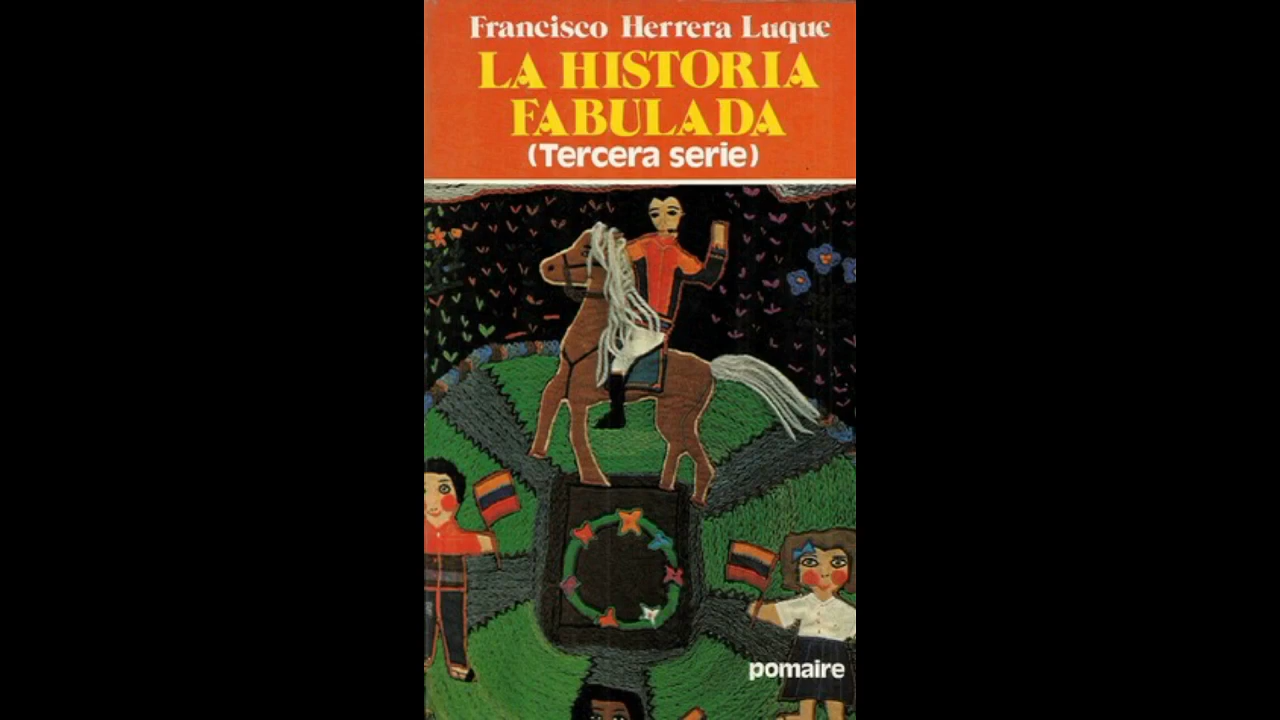 Francisco Herrera Luque
LA HISTORIA
FABULADA
(Tercera serie)
pomaire